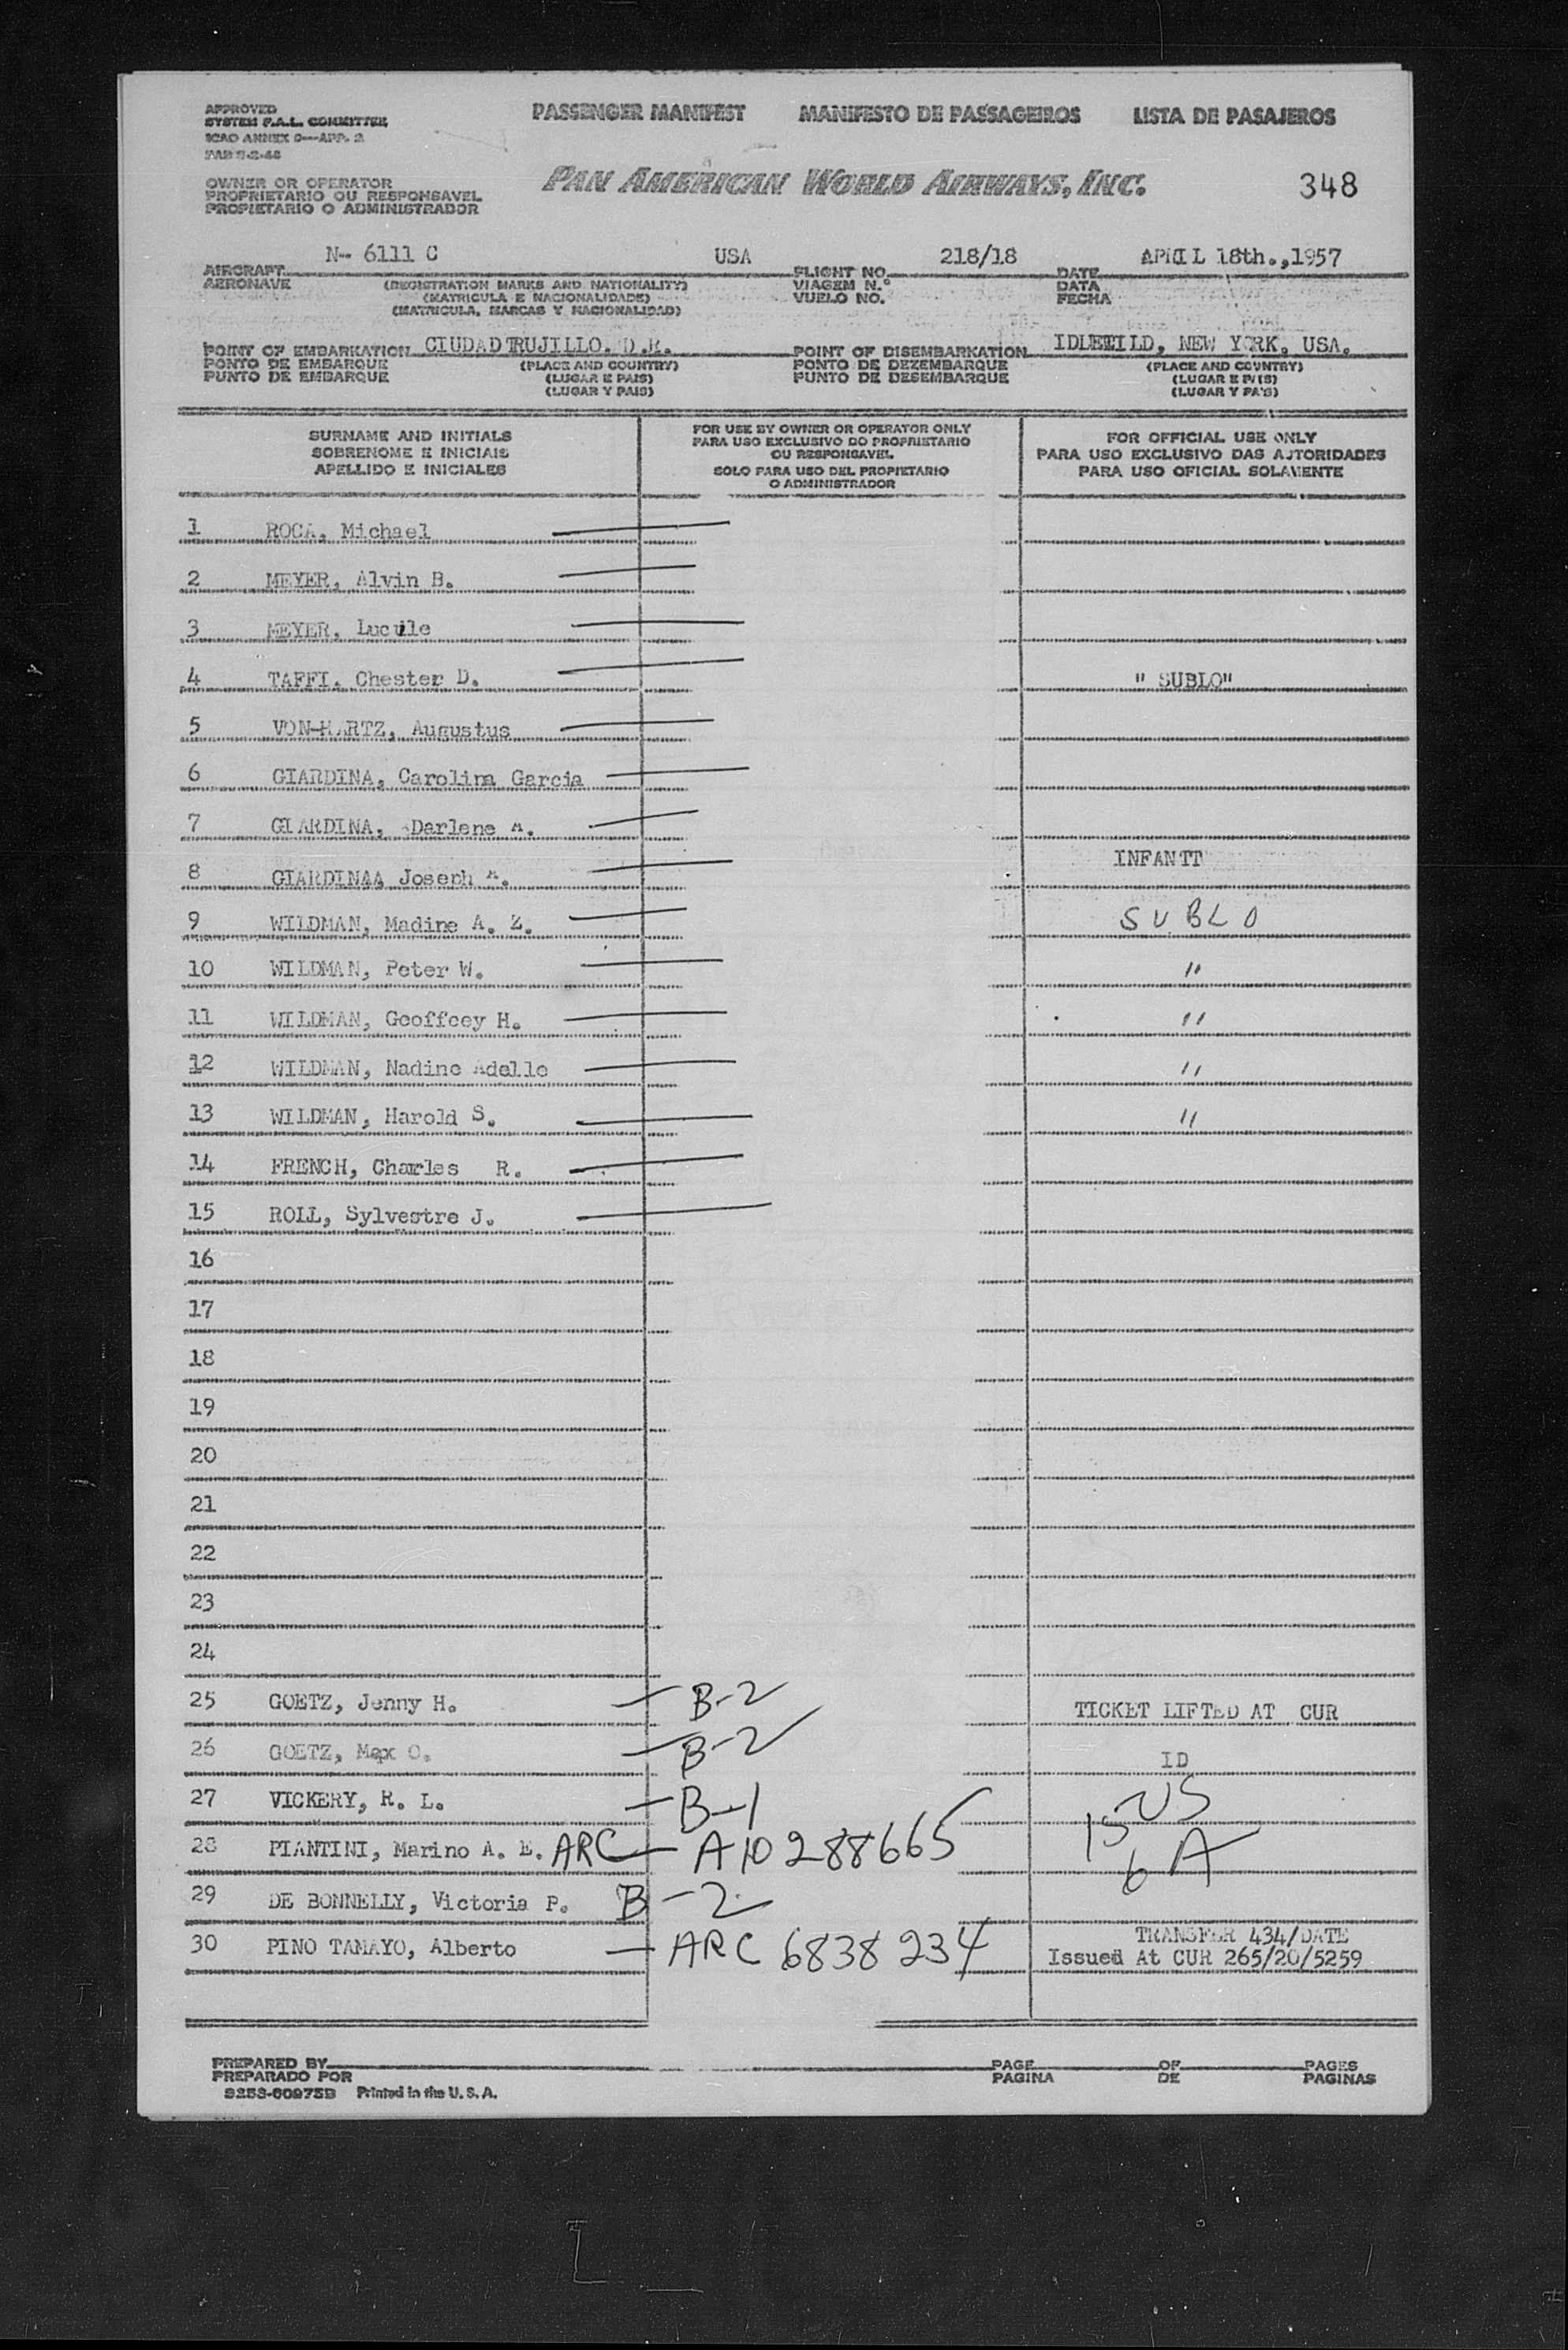 APPROVED
SYSTEM F.A.L. COMMITTEE
ICAO ANNEX 9—APP. 2
PASSENGER MANIFEST MANIFESTO DE PASSAGEIROS LISTA DE PASAJEROS
OWNER OR OPERATOR
PROPRIETARIO OU RESPONSAVEL
PROPIETARIO O ADMINISTRADOR
PAN AMERICAN WORLD AIRWAYS, INC.
348
N-- 6111 C USA 218/18 APRIL 18th.,1957
AIRCRAFT FLIGHT NO. DATE
AERONAVE (REGISTRATION MARKS AND NATIONALITY) VIAGEM N.° DATA
(MATRICULA E NACIONALIDADE) VUELO NO. FECHA
(MATRICULA, MARCAS Y NACIONALIDAD)
POINT OF EMBARKATION CIUDAD TRUJILLO. D.R. POINT OF DISEMBARKATION IDLEEILD, NEW YORK. USA.
PONTO DE EMBARQUE (PLACE AND COUNTRY) PONTO DE DEZEMBARQUE (PLACE AND COUNTRY)
PUNTO DE EMBARQUE (LUGAR E PAIS) PUNTO DE DESEMBARQUE (LUGAR E PAIS)
(LUGAR Y PAIS) (LUGAR Y PAIS)
SURNAME AND INITIALS
SOBRENOME E INICIAIS
APELLIDO E INICIALES
FOR USE BY OWNER OR OPERATOR ONLY
PARA USO EXCLUSIVO DO PROPRIETARIO
OU RESPONSAVEL
SOLO PARA USO DEL PROPIETARIO
O ADMINISTRADOR
FOR OFFICIAL USE ONLY
PARA USO EXCLUSIVO DAS AUTORIDADES
PARA USO OFICIAL SOLAMENTE
1 ROCA, Michael
2 MEYER, Alvin B.
3 MEYER, Lucile
4 TAFFI. Chester D. " SUBLO"
5 VON-HARTZ, Augustus
6 GIARDINA, Carolina Garcia
7 GIARDINA, Darlene A.
8 GIARDINAA Joseph A. INFANTT
9 WILDMAN, Madine A. Z. SUBLO
10 WILDMAN, Peter W. "
11 WILDMAN, Geoffcey H. "
12 WILDMAN, Nadine Adelle "
13 WILDMAN, Harold S. "
14 FRENCH, Charles R.
15 ROLL, Sylvestre J.
16
17
18
19
20
21
22
23
24
25 GOETZ, Jenny H. B-2 TICKET LIFTED AT CUR
26 GOETZ, Max O. B-2 ID
27 VICKERY, R. L. B-1 15 US
28 PIANTINI, Marino A. E. ARC A10 288665 6 A
29 DE BONNELLY, Victoria P. B-2
30 PINO TAMAYO, Alberto ARC 6838234 TRANSFER 434/DATE
Issued At CUR 265/20/5259
PREPARED BY PAGE OF PAGES
PREPARADO POR PAGINA DE PAGINAS
Printed in the U. S. A.